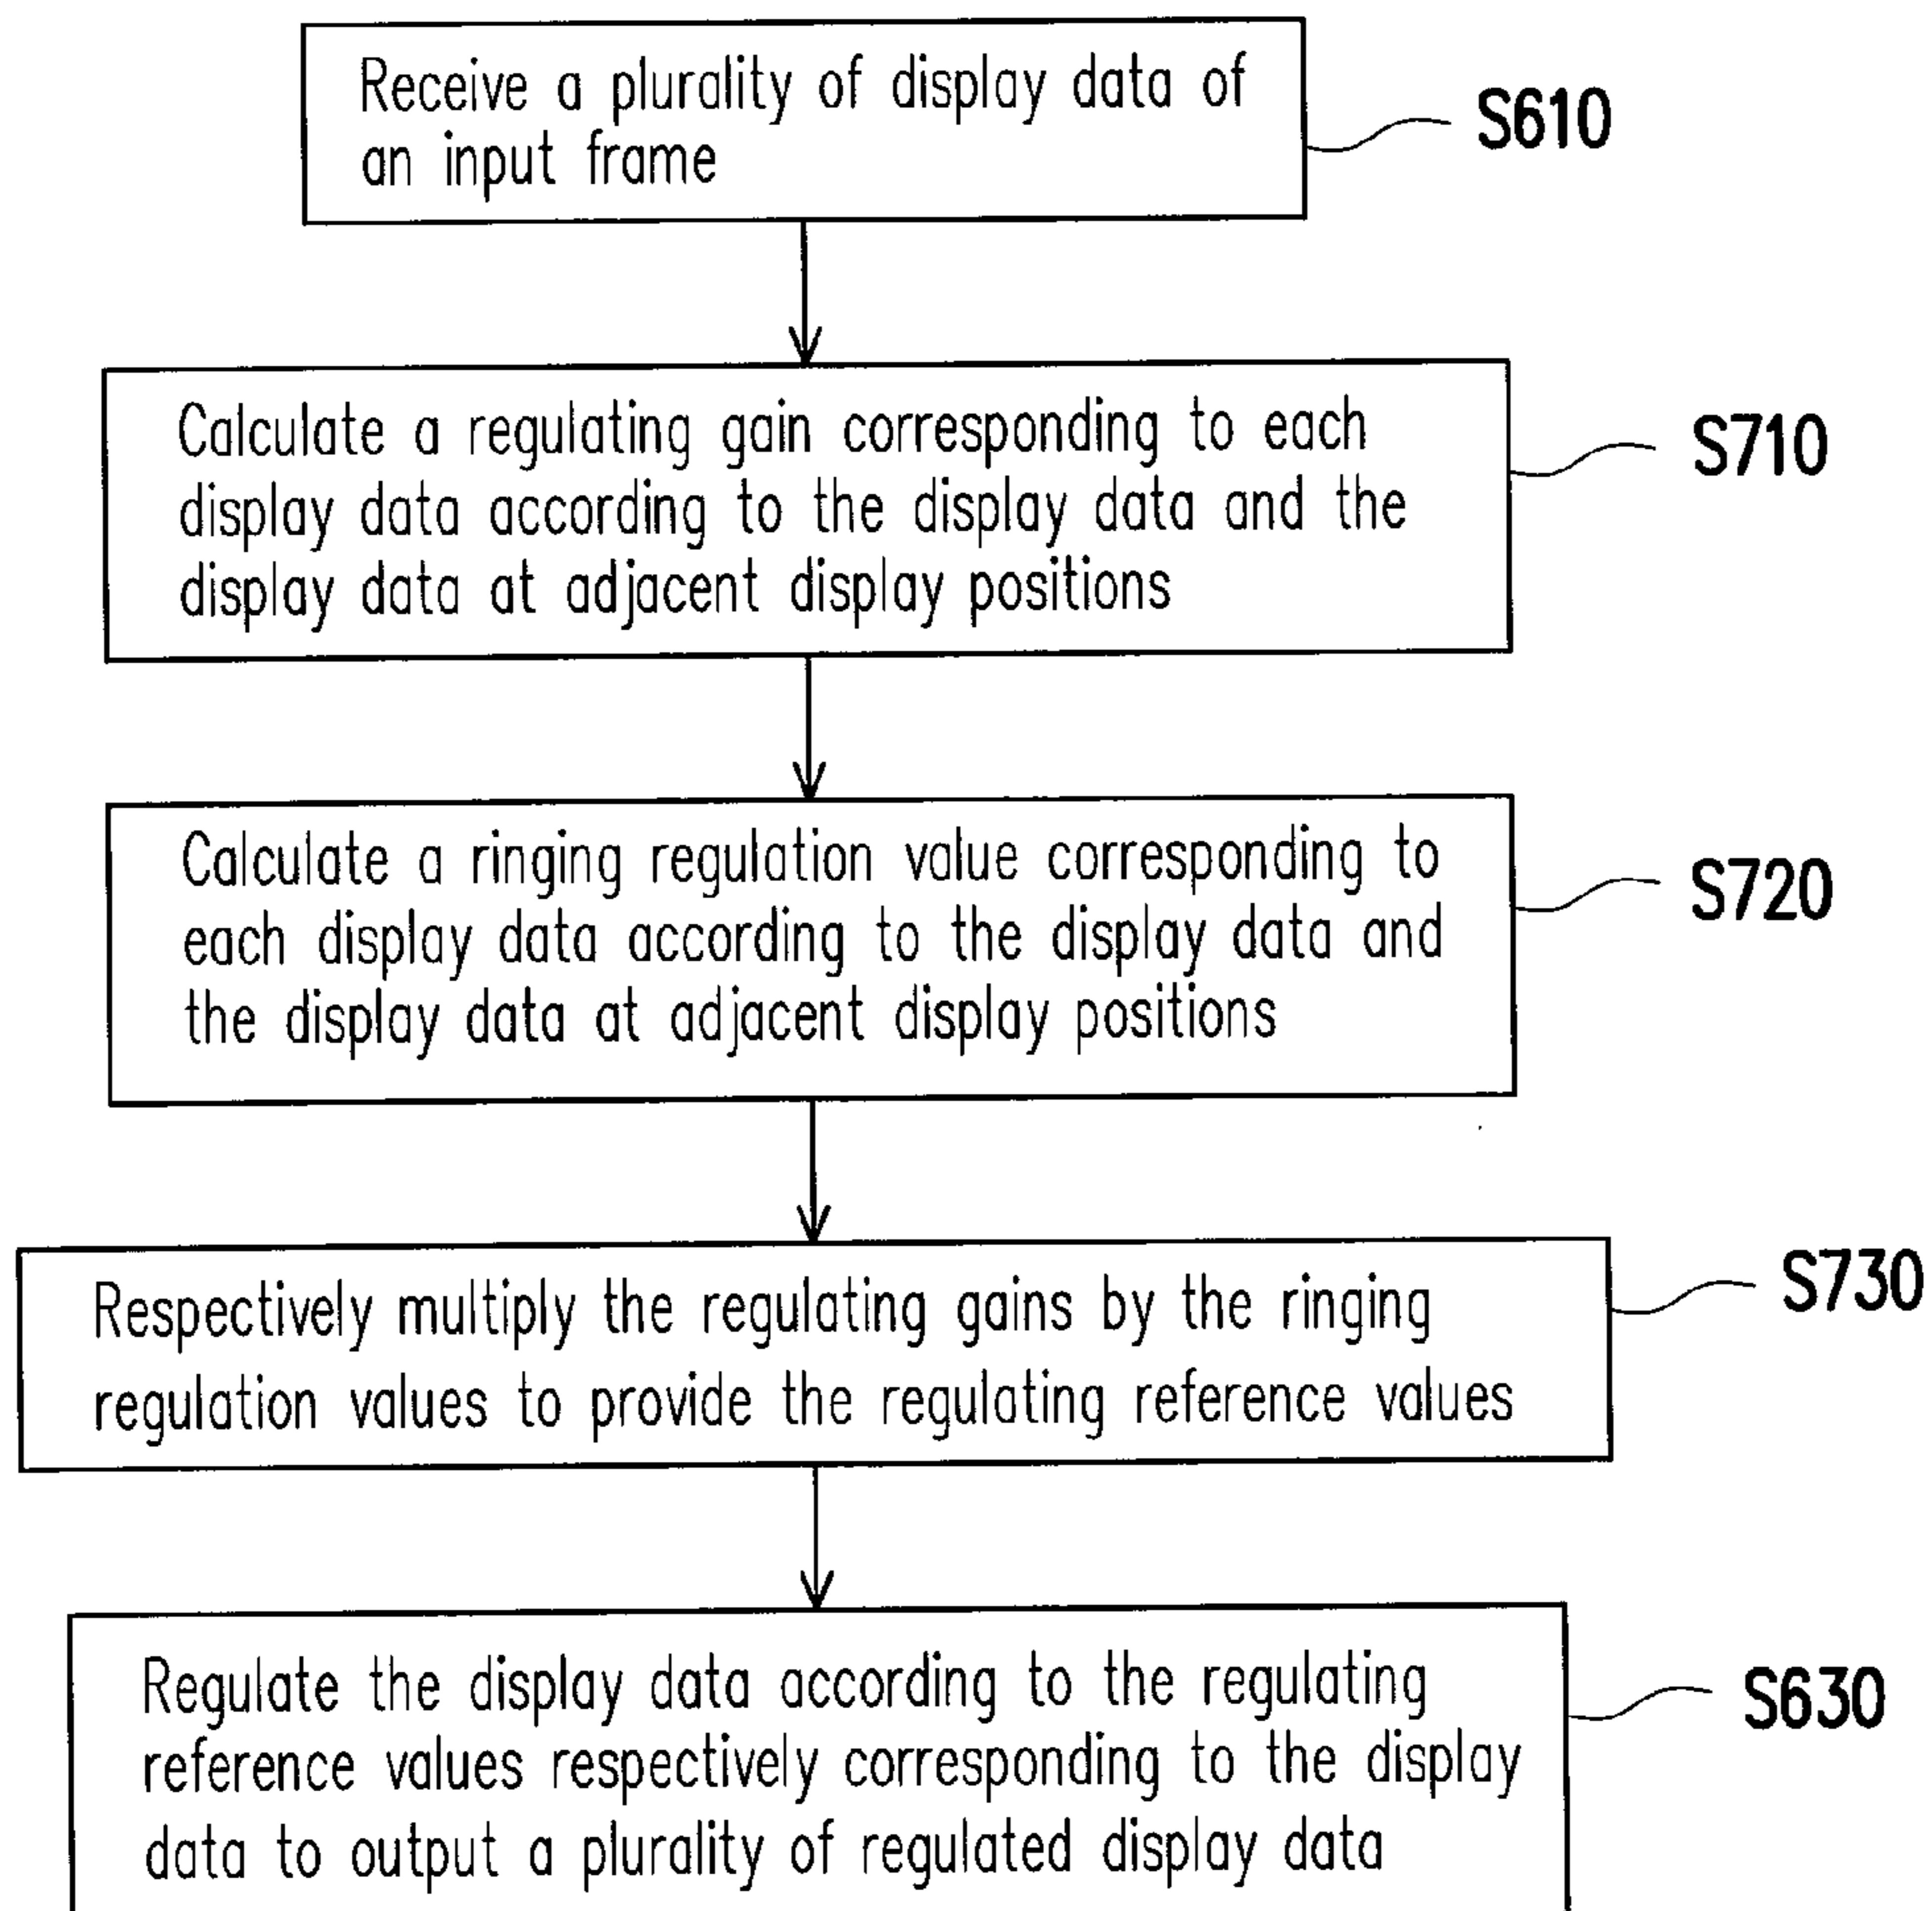 Receive a plurality of display data of
an input frame
S610
Calculate a regulating gain corresponding to each
display data according to the display data and the
display data at adjacent display positions
S710
Calculate a ringing regulation value corresponding to
each display data according to the display data and
the display data at adjacent display positions
S720
Respectively multiply the regulating gains by the ringing
regulation values to provide the regulating reference values
S730
Regulate the display data according to the regulating
reference values respectively corresponding to the display
data to output a plurality of regulated display data
S630